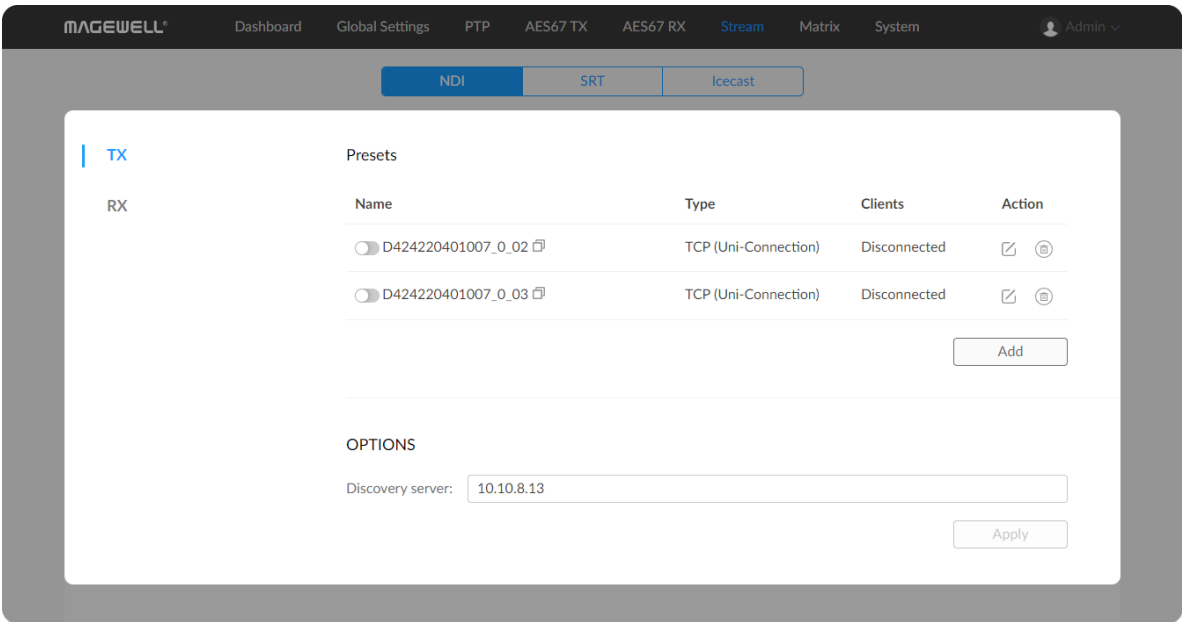 MAGEWELL® Dashboard Global Settings PTP AES67 TX AES67 RX Stream Matrix System Admin
NDI SRT Icecast
TX
RX
Presets
Name Type Clients Action
D424220401007_0_02 TCP (Uni-Connection) Disconnected
D424220401007_0_03 TCP (Uni-Connection) Disconnected
Add
OPTIONS
Discovery server: 10.10.8.13
Apply